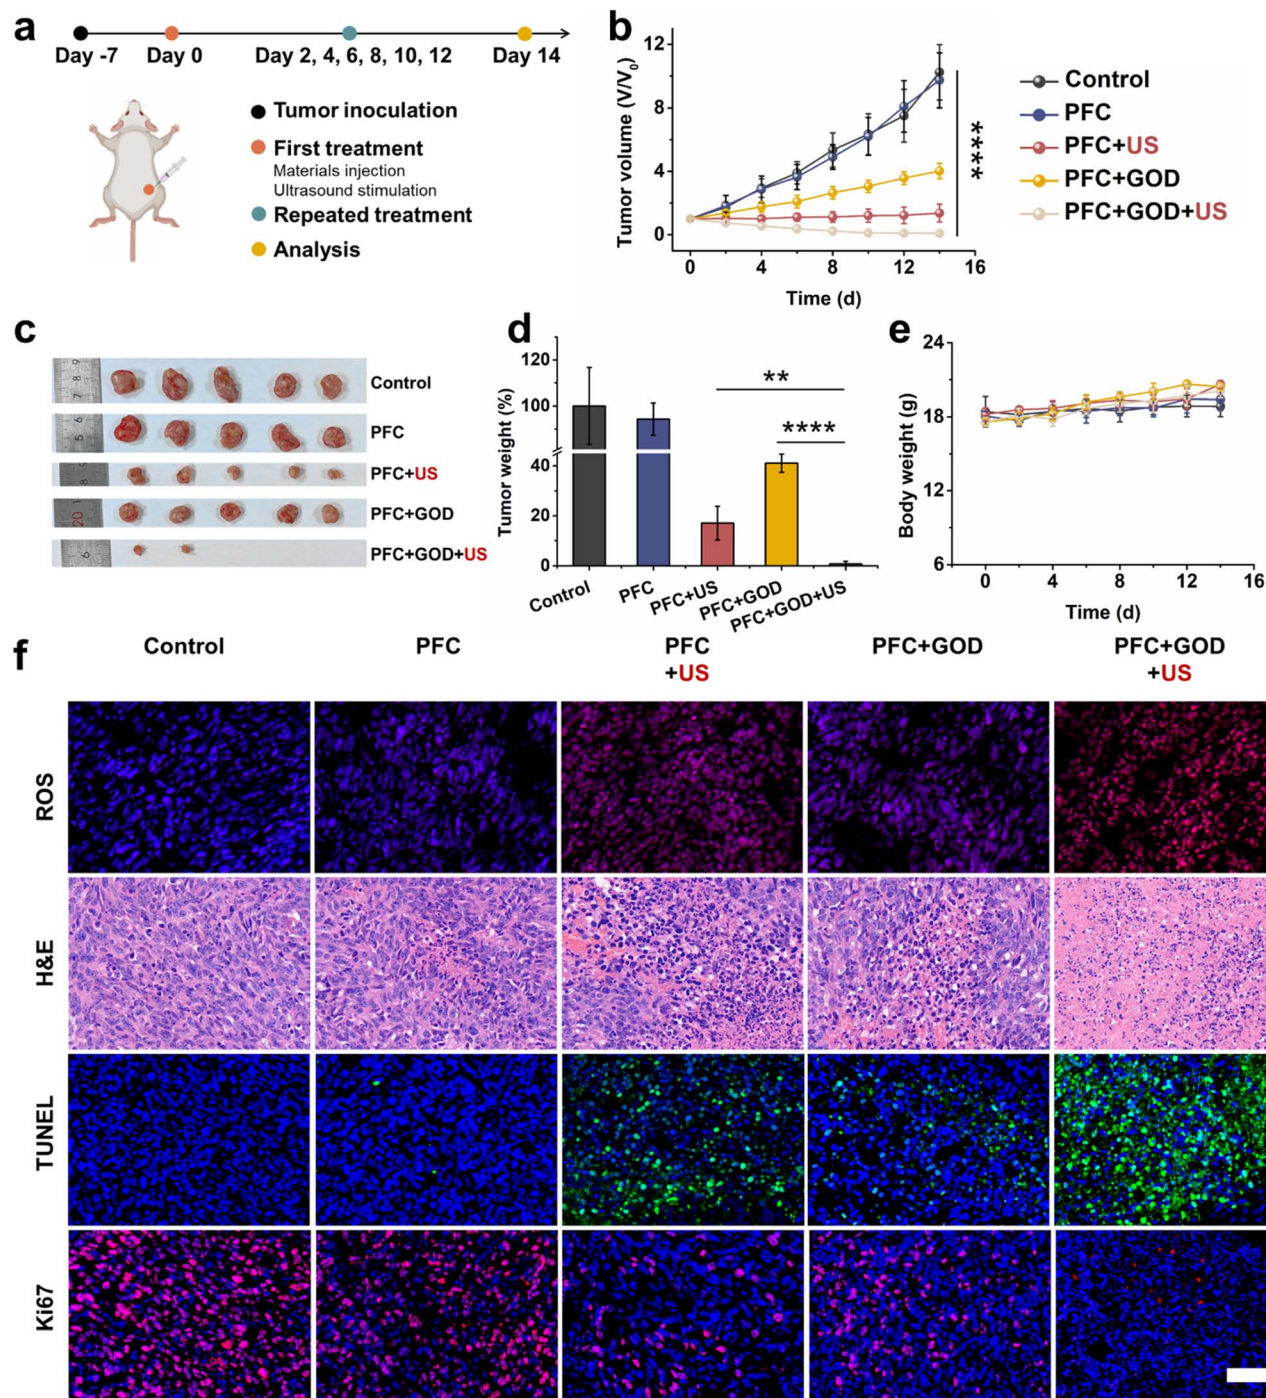 a
Day -7 Day 0 Day 2, 4, 6, 8, 10, 12 Day 14
Tumor inoculation
First treatment
Materials injection
Ultrasound stimulation
Repeated treatment
Analysis
b
Tumor volume (V/V0)
12
8
4
0
0 4 8 12 16
Time (d)
****
Control
PFC
PFC+US
PFC+GOD
PFC+GOD+US
c
Control
PFC
PFC+US
PFC+GOD
PFC+GOD+US
d
Tumor weight (%)
120
100
40
20
0
**
****
Control
PFC
PFC+US
PFC+GOD
PFC+GOD+US
e
Body weight (g)
24
18
12
6
0 4 8 12 16
Time (d)
f
Control PFC PFC PFC+GOD PFC+GOD
+US +US
ROS
H&E
TUNEL
Ki67